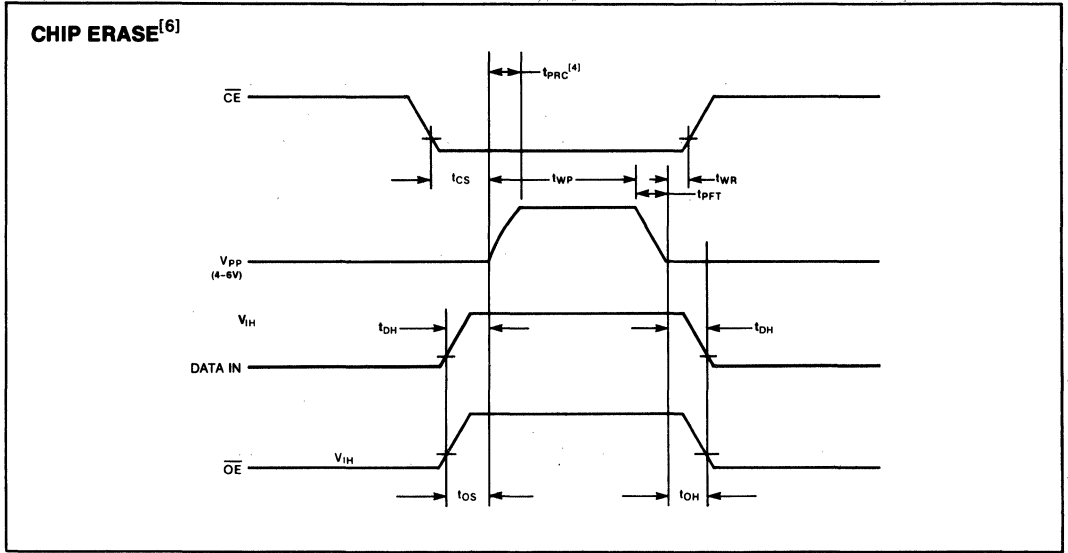 CHIP ERASE[6]
tPRC[4]
CE
tCS
tWP
tWR
tPFT
VPP
(4-6V)
VIH
tDH
tDH
DATA IN
VIH
OE
tOS
tOH